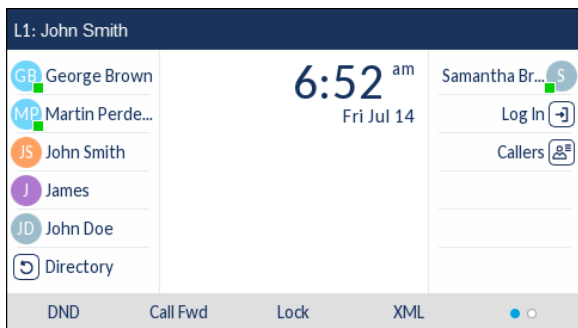 L1: John Smith
GB George Brown
MP Martin Perde...
JS John Smith
J James
JD John Doe
Directory
6:52 am
Fri Jul 14
Samantha Br... S
Log In
Callers
DND Call Fwd Lock XML